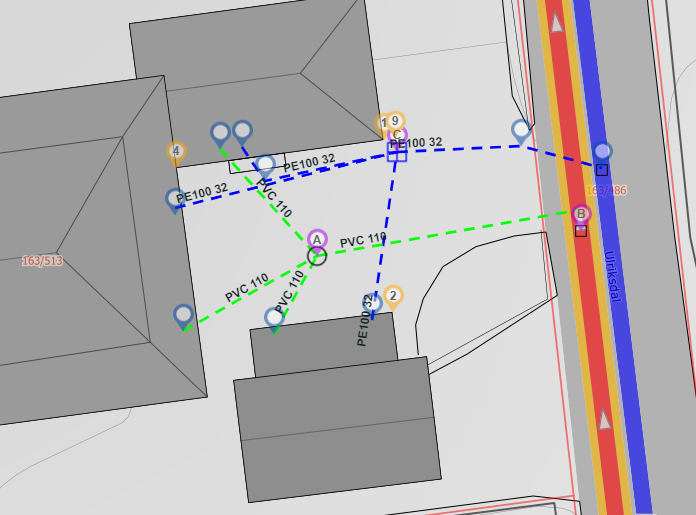 1 9
C
PE100 32
4
PE100 32
PE100 32
PVC 110
163/486
B
A
PVC 110
163/513
Ulriksdal
PVC 110
PVC 110
2
PE100 32